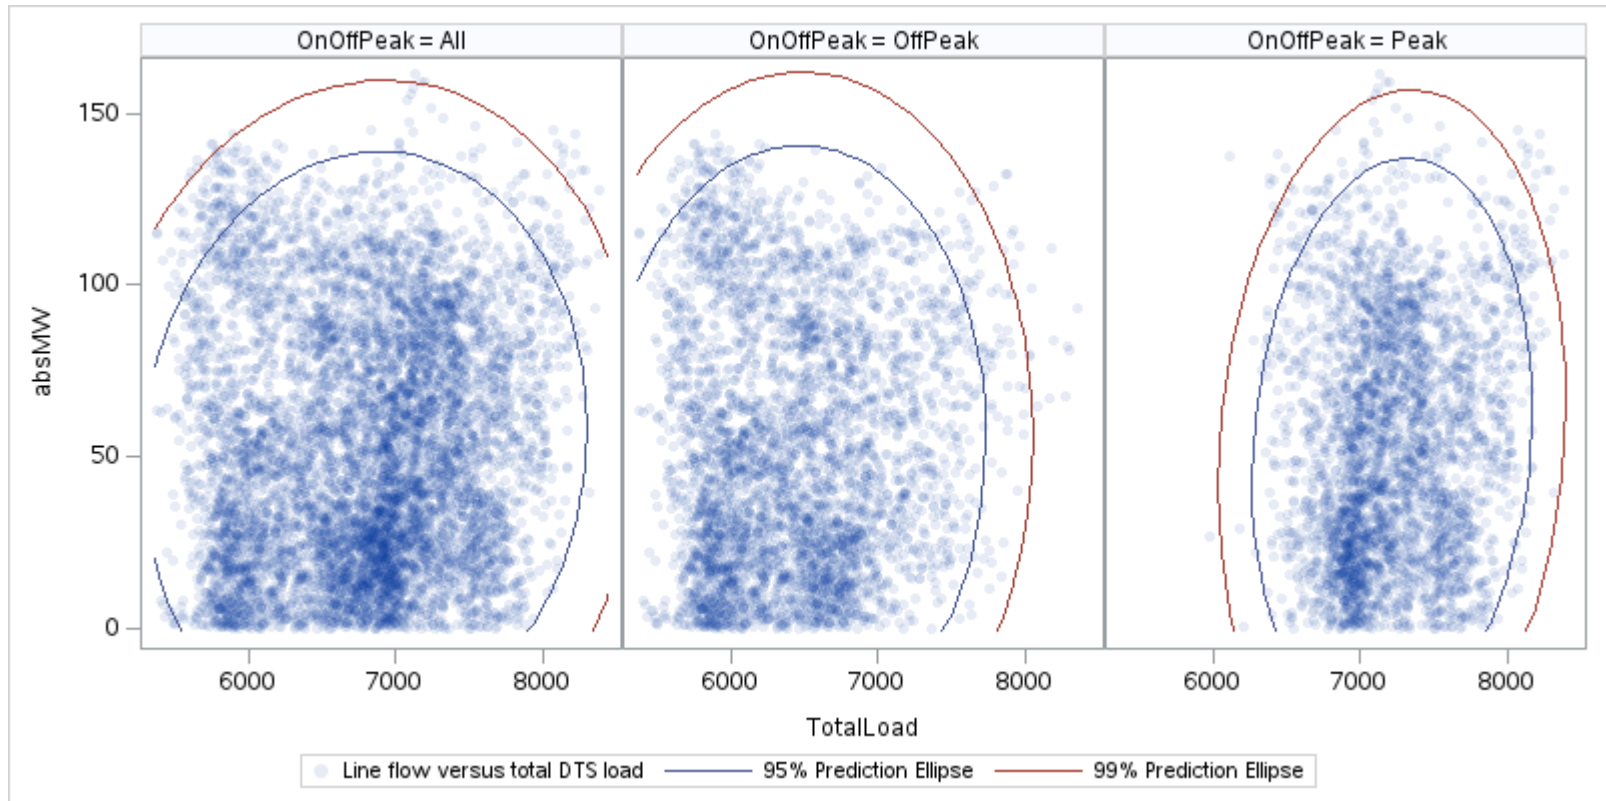 OnOffPeak = All
OnOffPeak = OffPeak
OnOffPeak = Peak
absMW
150
100
50
0
6000 7000 8000
6000 7000 8000
6000 7000 8000
TotalLoad
Line flow versus total DTS load 95% Prediction Ellipse 99% Prediction Ellipse